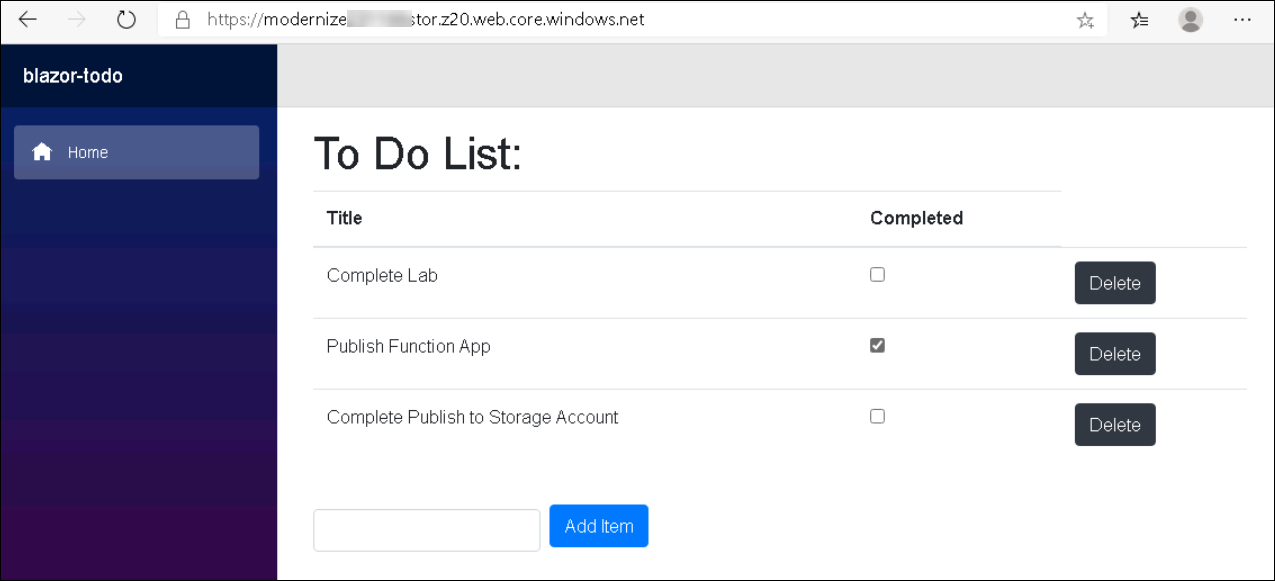 https://modernize stor.z20.web.core.windows.net
blazor-todo
Home
To Do List:
Title Completed
Complete Lab Delete
Publish Function App Delete
Complete Publish to Storage Account Delete
Add Item